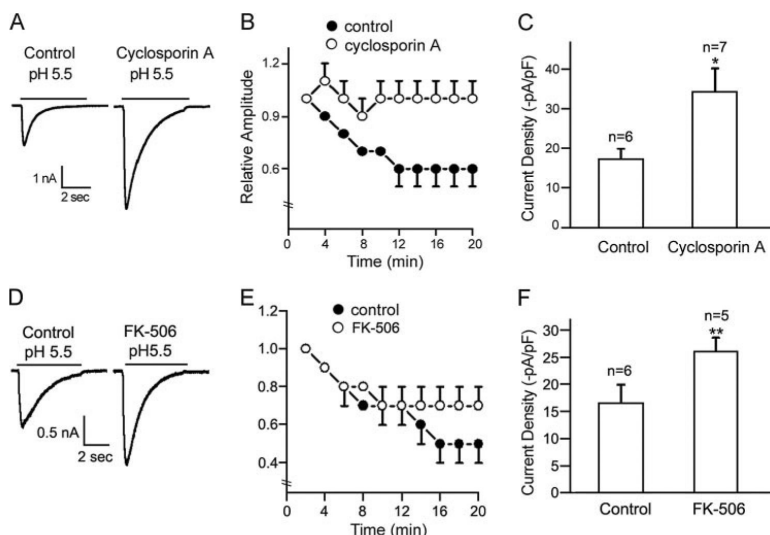 A
Control
pH 5.5
Cyclosporin A
pH 5.5
1 nA
2 sec
B
control
cyclosporin A
Relative Amplitude
1.4
1.0
0.6
0 4 8 12 16 20
Time (min)
C
Current Density (-pA/pF)
40
30
20
10
0
n=6
n=7
*
Control Cyclosporin A
D
Control
pH 5.5
FK-506
pH5.5
0.5 nA
2 sec
E
control
FK-506
1.2
1.0
0.8
0.6
0.4
0 4 8 12 16 20
Time (min)
F
Current Density (-pA/pF)
30
25
20
15
10
5
0
n=6
n=5
**
Control FK-506